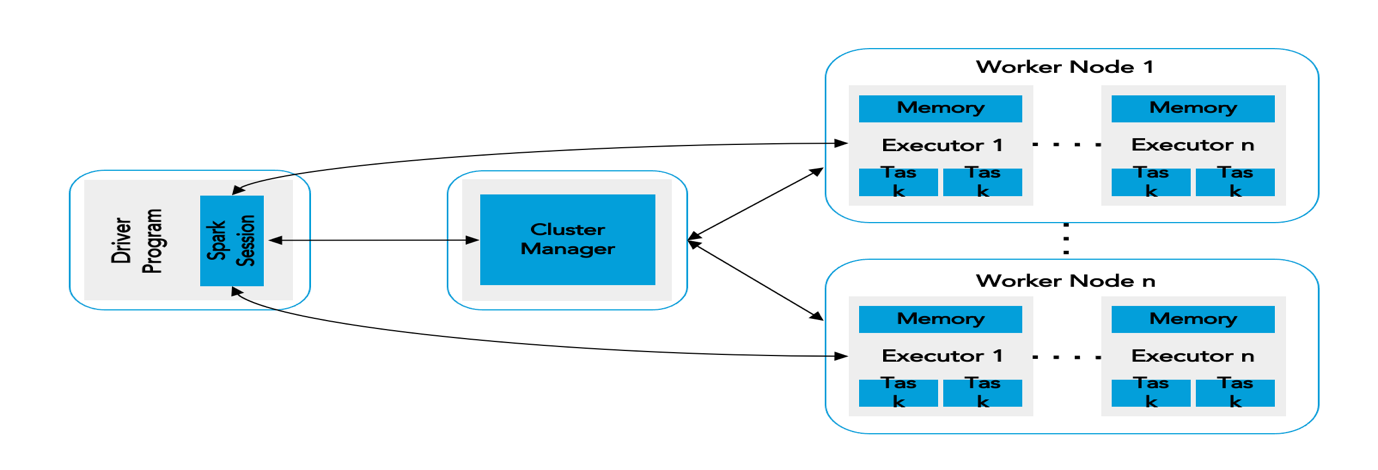 Driver
Program
Spark
Session
Cluster
Manager
Worker Node 1
Memory
Executor 1
Tas
k
Tas
k
Memory
Executor n
Tas
k
Tas
k
Worker Node n
Memory
Executor 1
Tas
k
Tas
k
Memory
Executor n
Tas
k
Tas
k